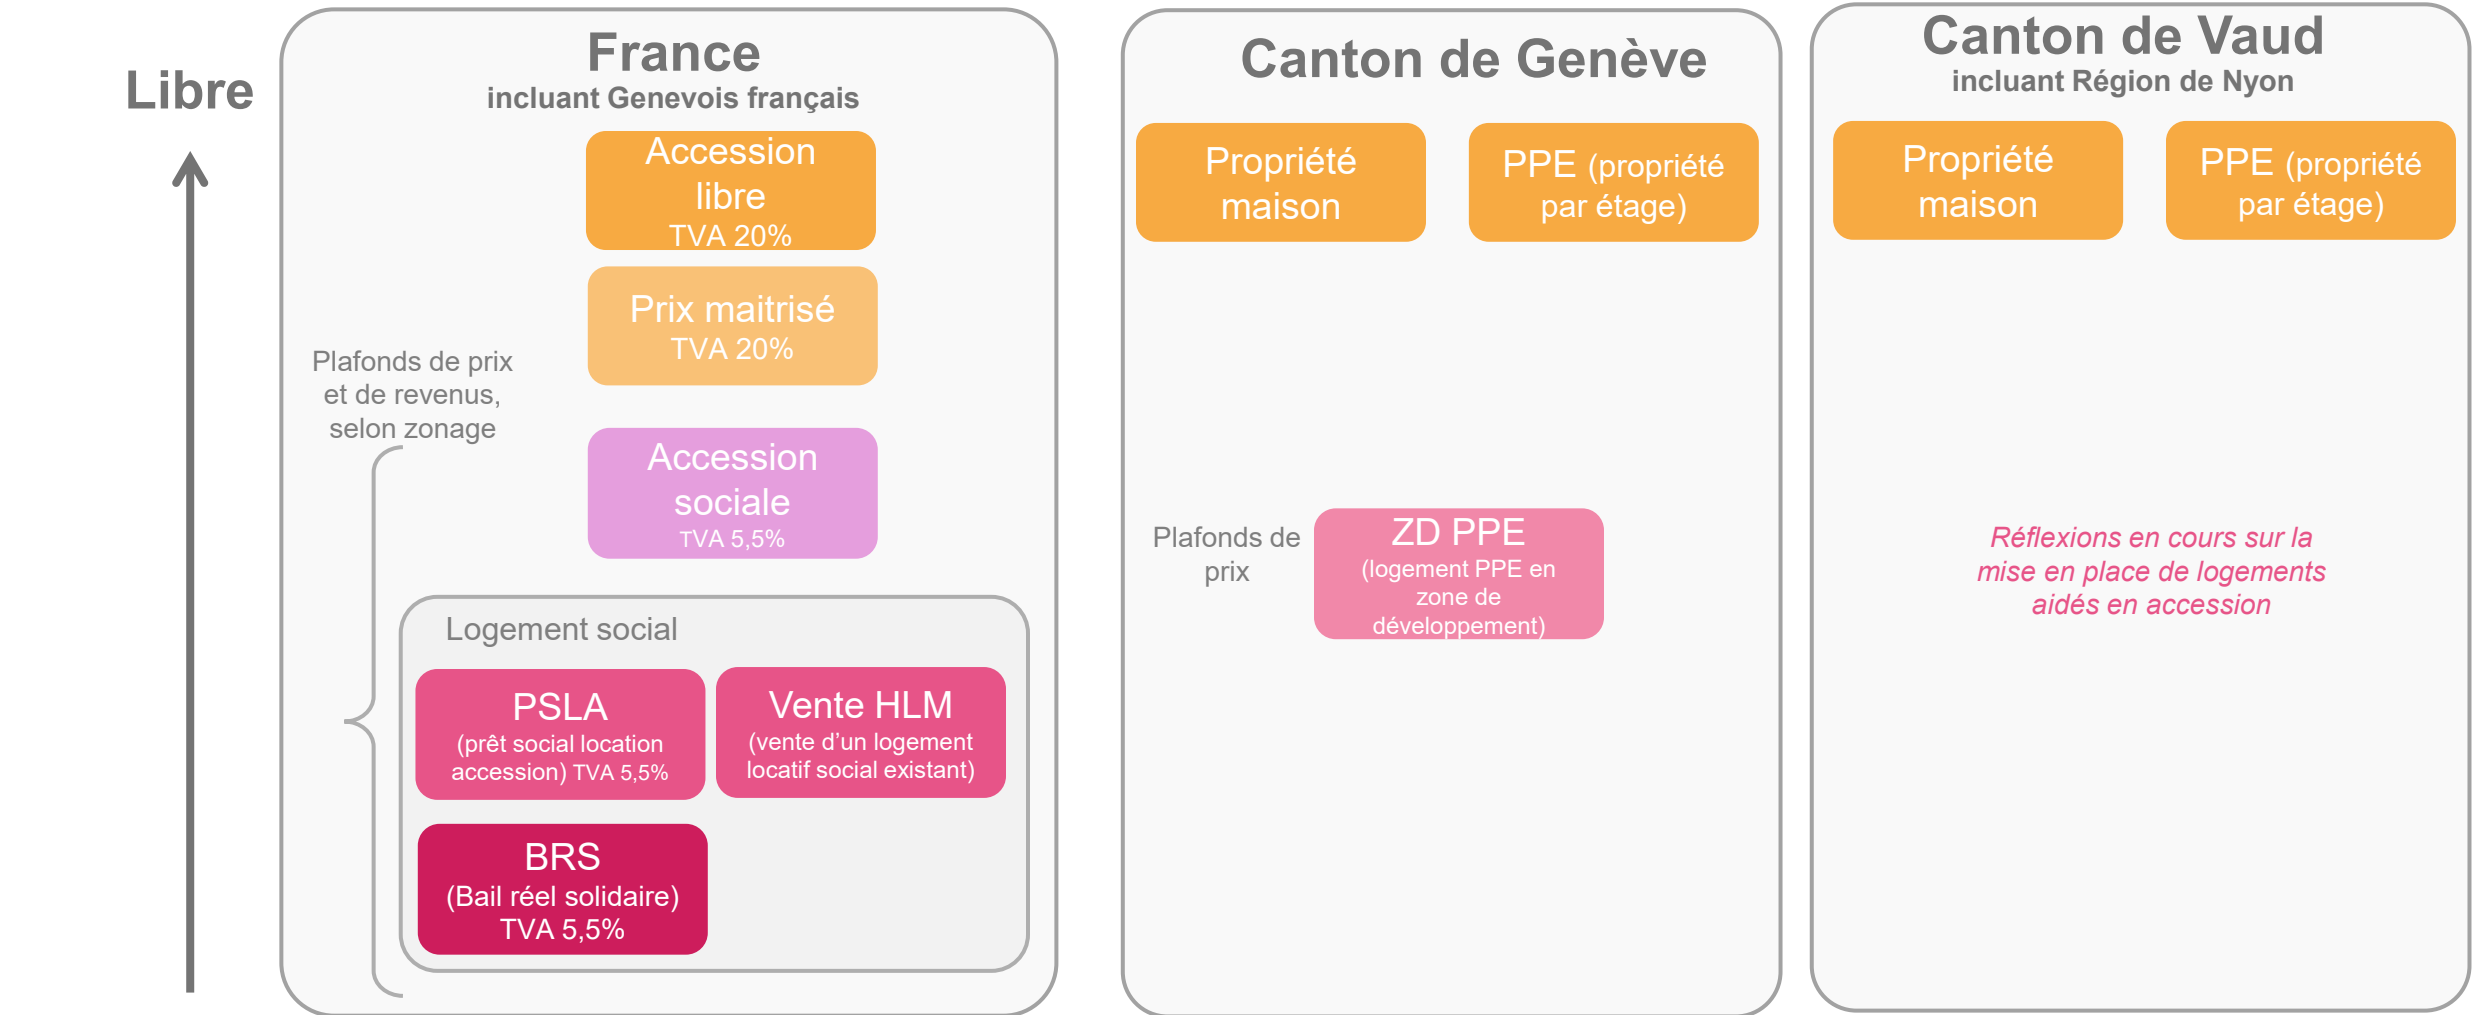 Libre
France
incluant Genevois français
Accession
libre
TVA 20%
Prix maitrisé
TVA 20%
Plafonds de prix
et de revenus,
selon zonage
Accession
sociale
TVA 5,5%
Logement social
PSLA
(prêt social location
accession) TVA 5,5%
Vente HLM
(vente d’un logement
locatif social existant)
BRS
(Bail réel solidaire)
TVA 5,5%
Canton de Genève
Propriété
maison
PPE (propriété
par étage)
Plafonds de
prix
ZD PPE
(logement PPE en
zone de
développement)
Canton de Vaud
incluant Région de Nyon
Propriété
maison
PPE (propriété
par étage)
Réflexions en cours sur la
mise en place de logements
aidés en accession